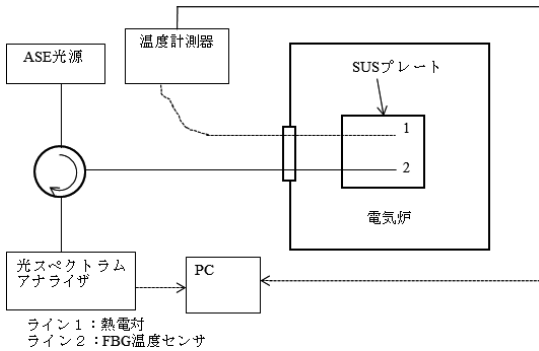 温度計測器
ASE光源
SUSプレート
1
2
電気炉
光スペクトラム
アナライザ
PC
ライン１：熱電対
ライン２：FBG温度センサ